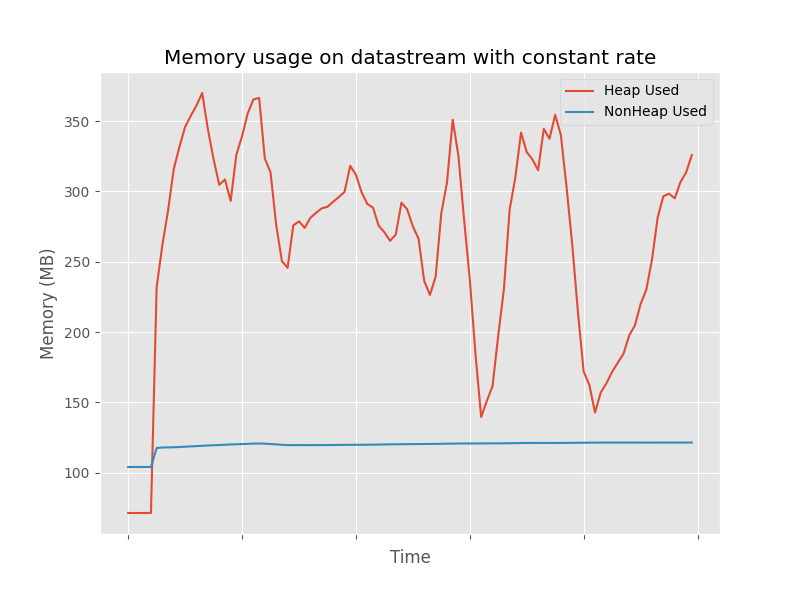 Memory usage on datastream with constant rate
Heap Used
NonHeap Used
350
300
250
200
150
100
Memory (MB)
Time